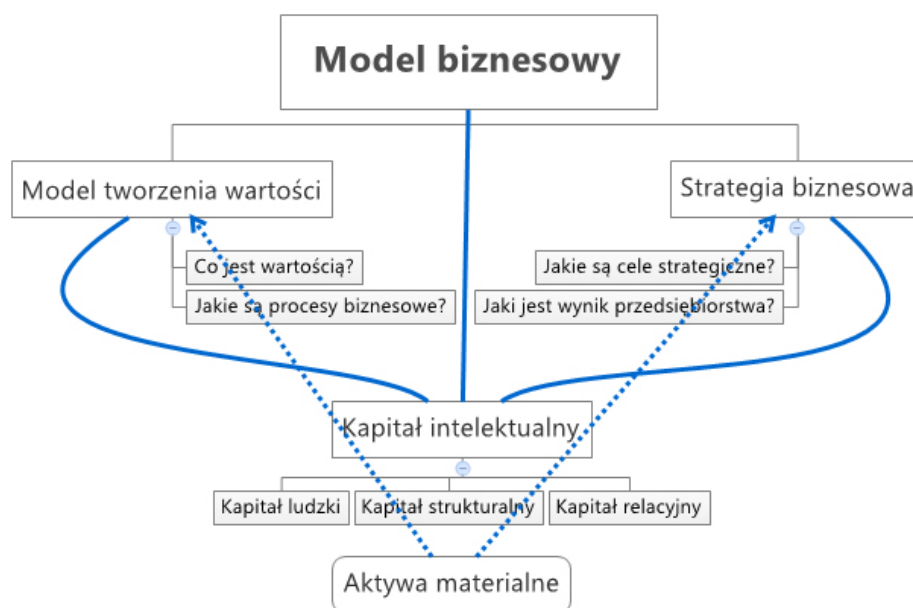 Model biznesowy
Model tworzenia wartości
Strategia biznesowa
Co jest wartością?
Jakie są cele strategiczne?
Jakie są procesy biznesowe?
Jaki jest wynik przedsiębiorstwa?
Kapitał intelektualny
Kapitał ludzki
Kapitał strukturalny
Kapitał relacyjny
Aktywa materialne